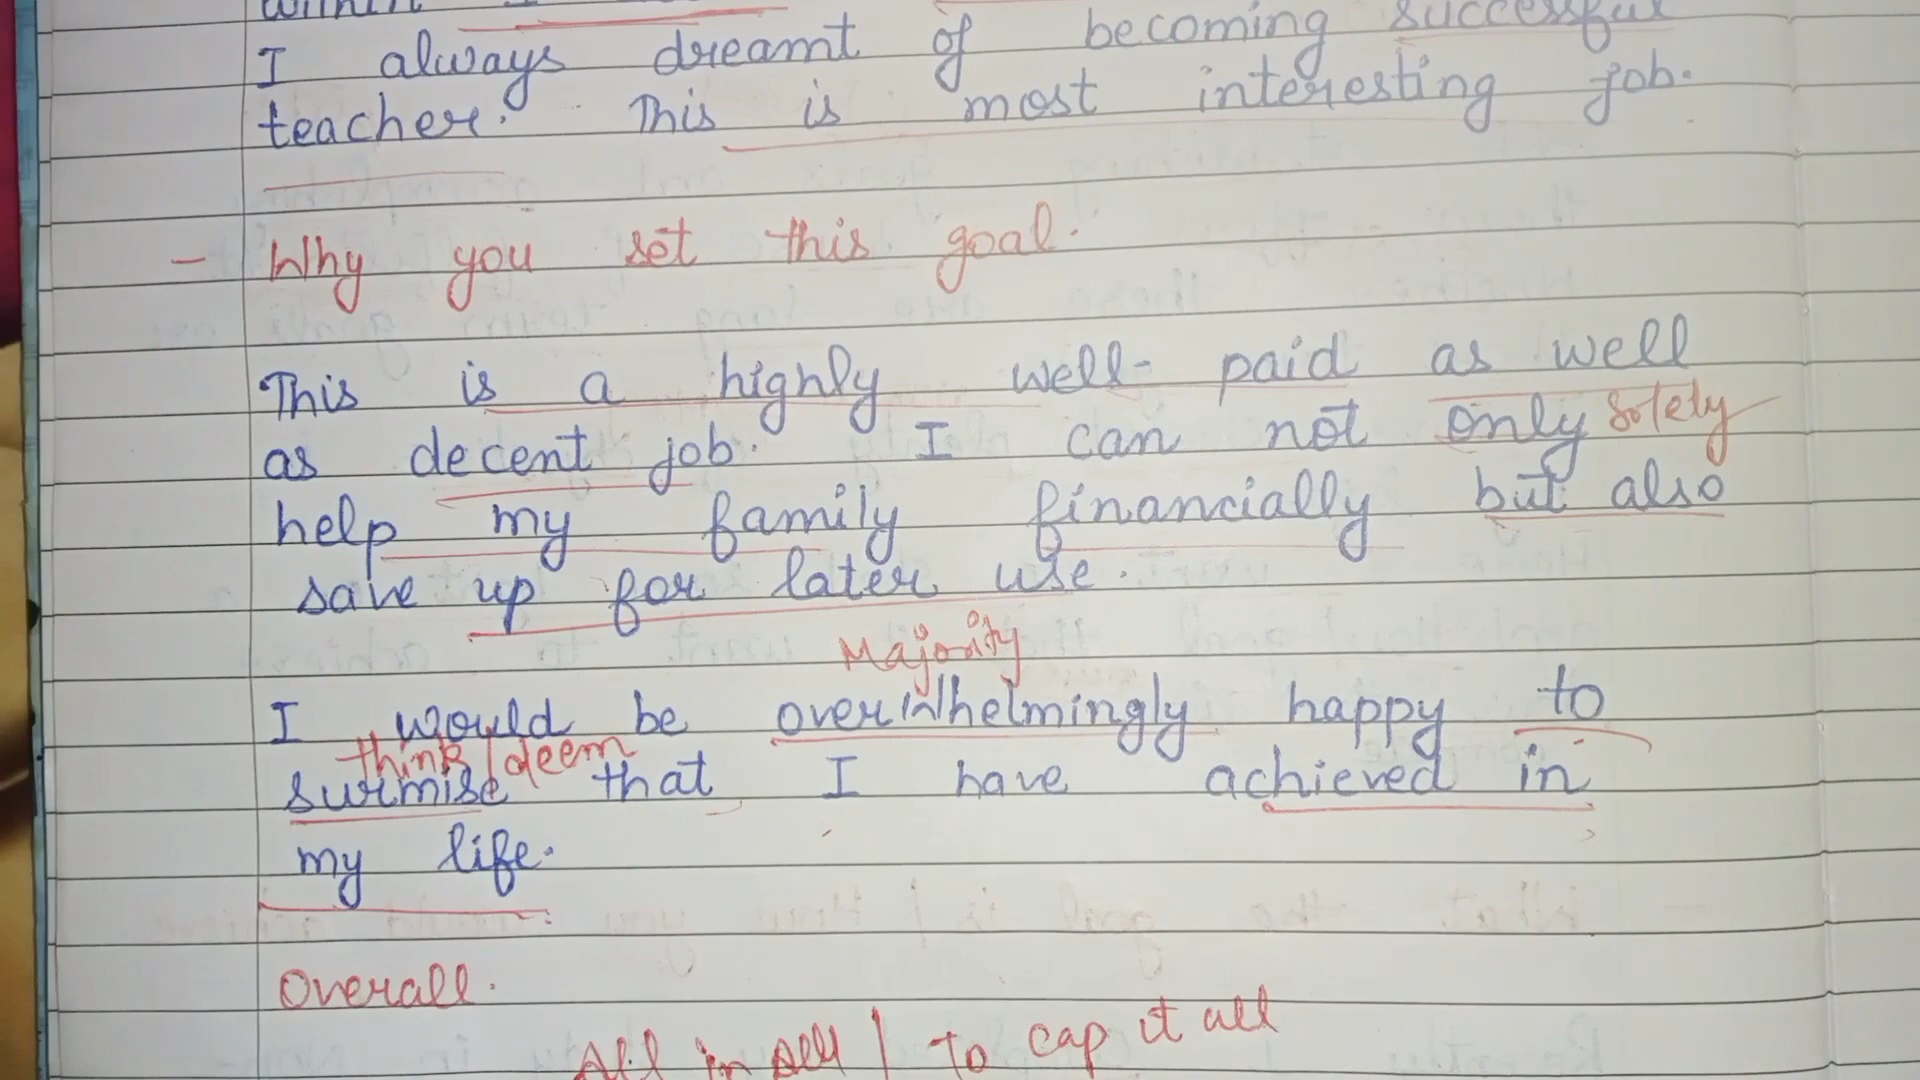 I always dreamt of becoming successful
teacher. This is most interesting job.
- Why you set this goal.
This is a highly well-paid as well
as decent job. I can not only solely
help my family financially but also
save up for later use.
Majority
I would be overwhelmingly happy to
think/deem
surmise that I have achieved in
my life.
Overall.
All in all / to cap it all